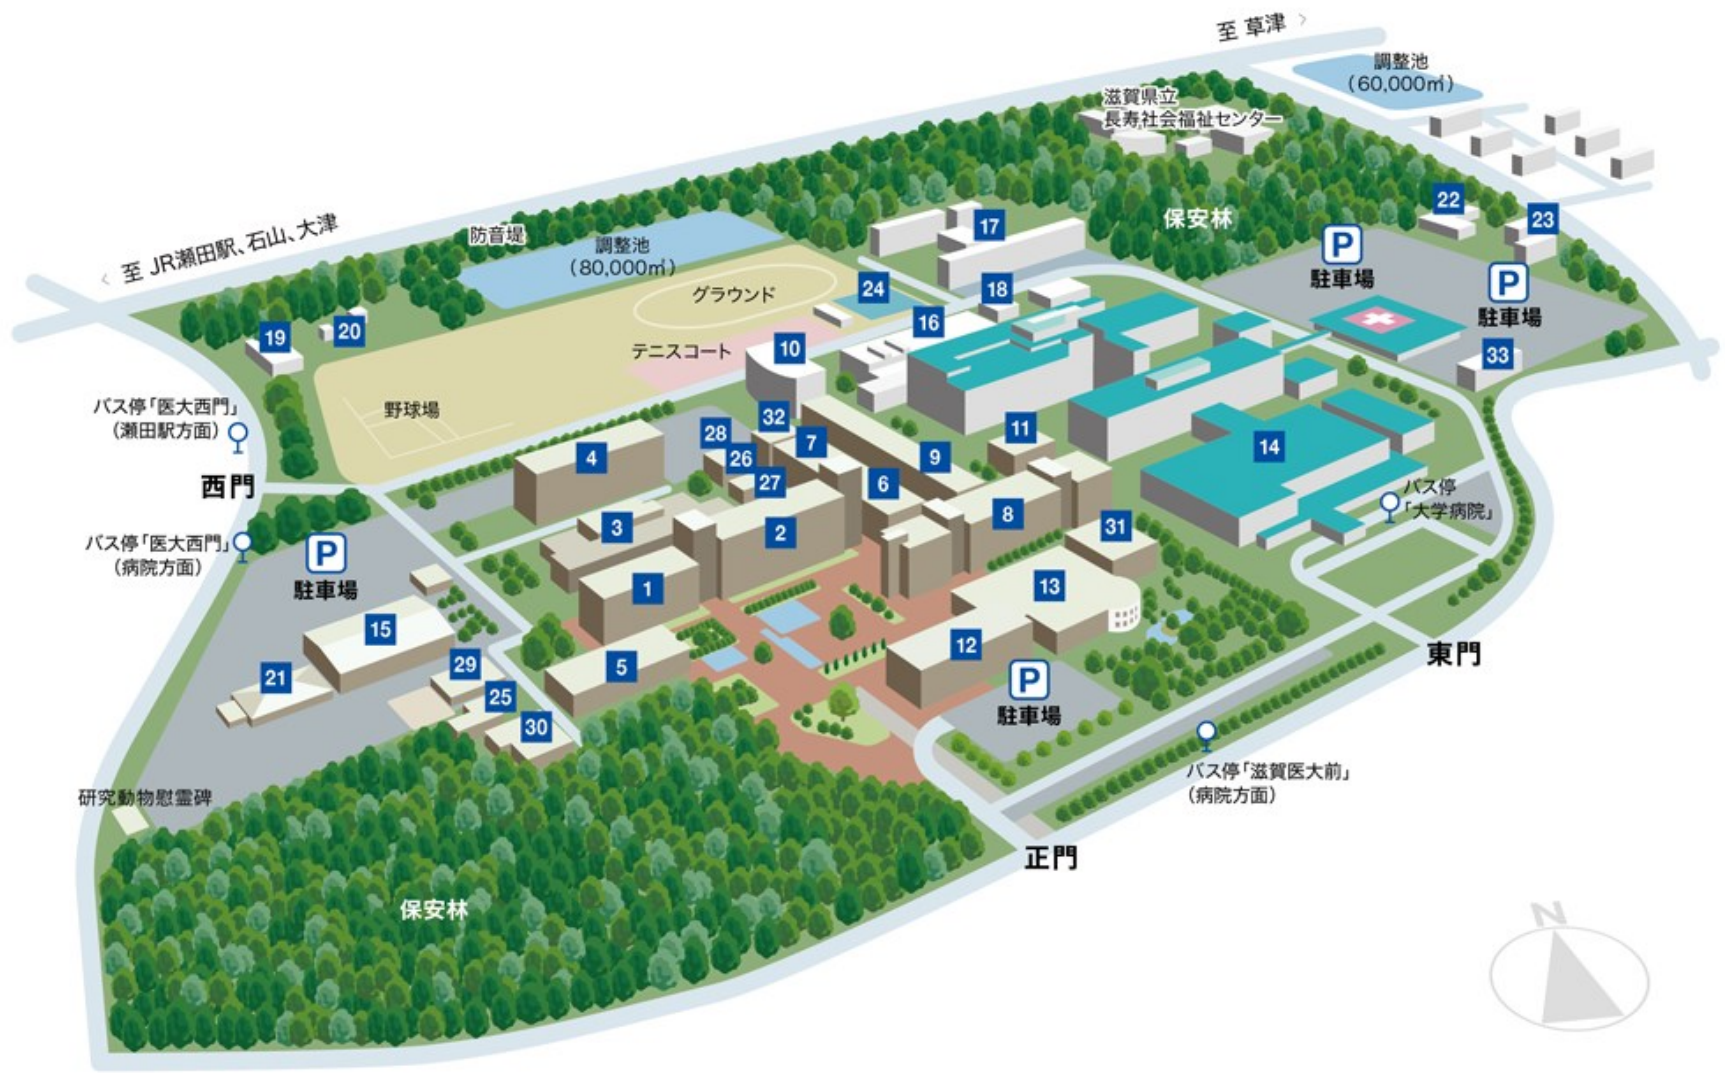 至 草津 〉
調整池
（60,000㎡）
滋賀県立
長寿社会福祉センター
22
23
保安林
P
駐車場
P
駐車場
33
〈 至 JR瀬田駅、石山、大津
防音堤
調整池
（80,000㎡）
グラウンド
17
24
18
16
テニスコート
10
19
20
野球場
バス停「医大西門」
（瀬田駅方面）
西門
バス停「医大西門」
（病院方面）
P
駐車場
4
28
32
26
7
27
9
11
14
6
8
31
バス停
「大学病院」
3
2
1
13
12
5
15
29
21
25
30
P
駐車場
東門
バス停「滋賀医大前」
（病院方面）
研究動物慰霊碑
正門
保安林
N